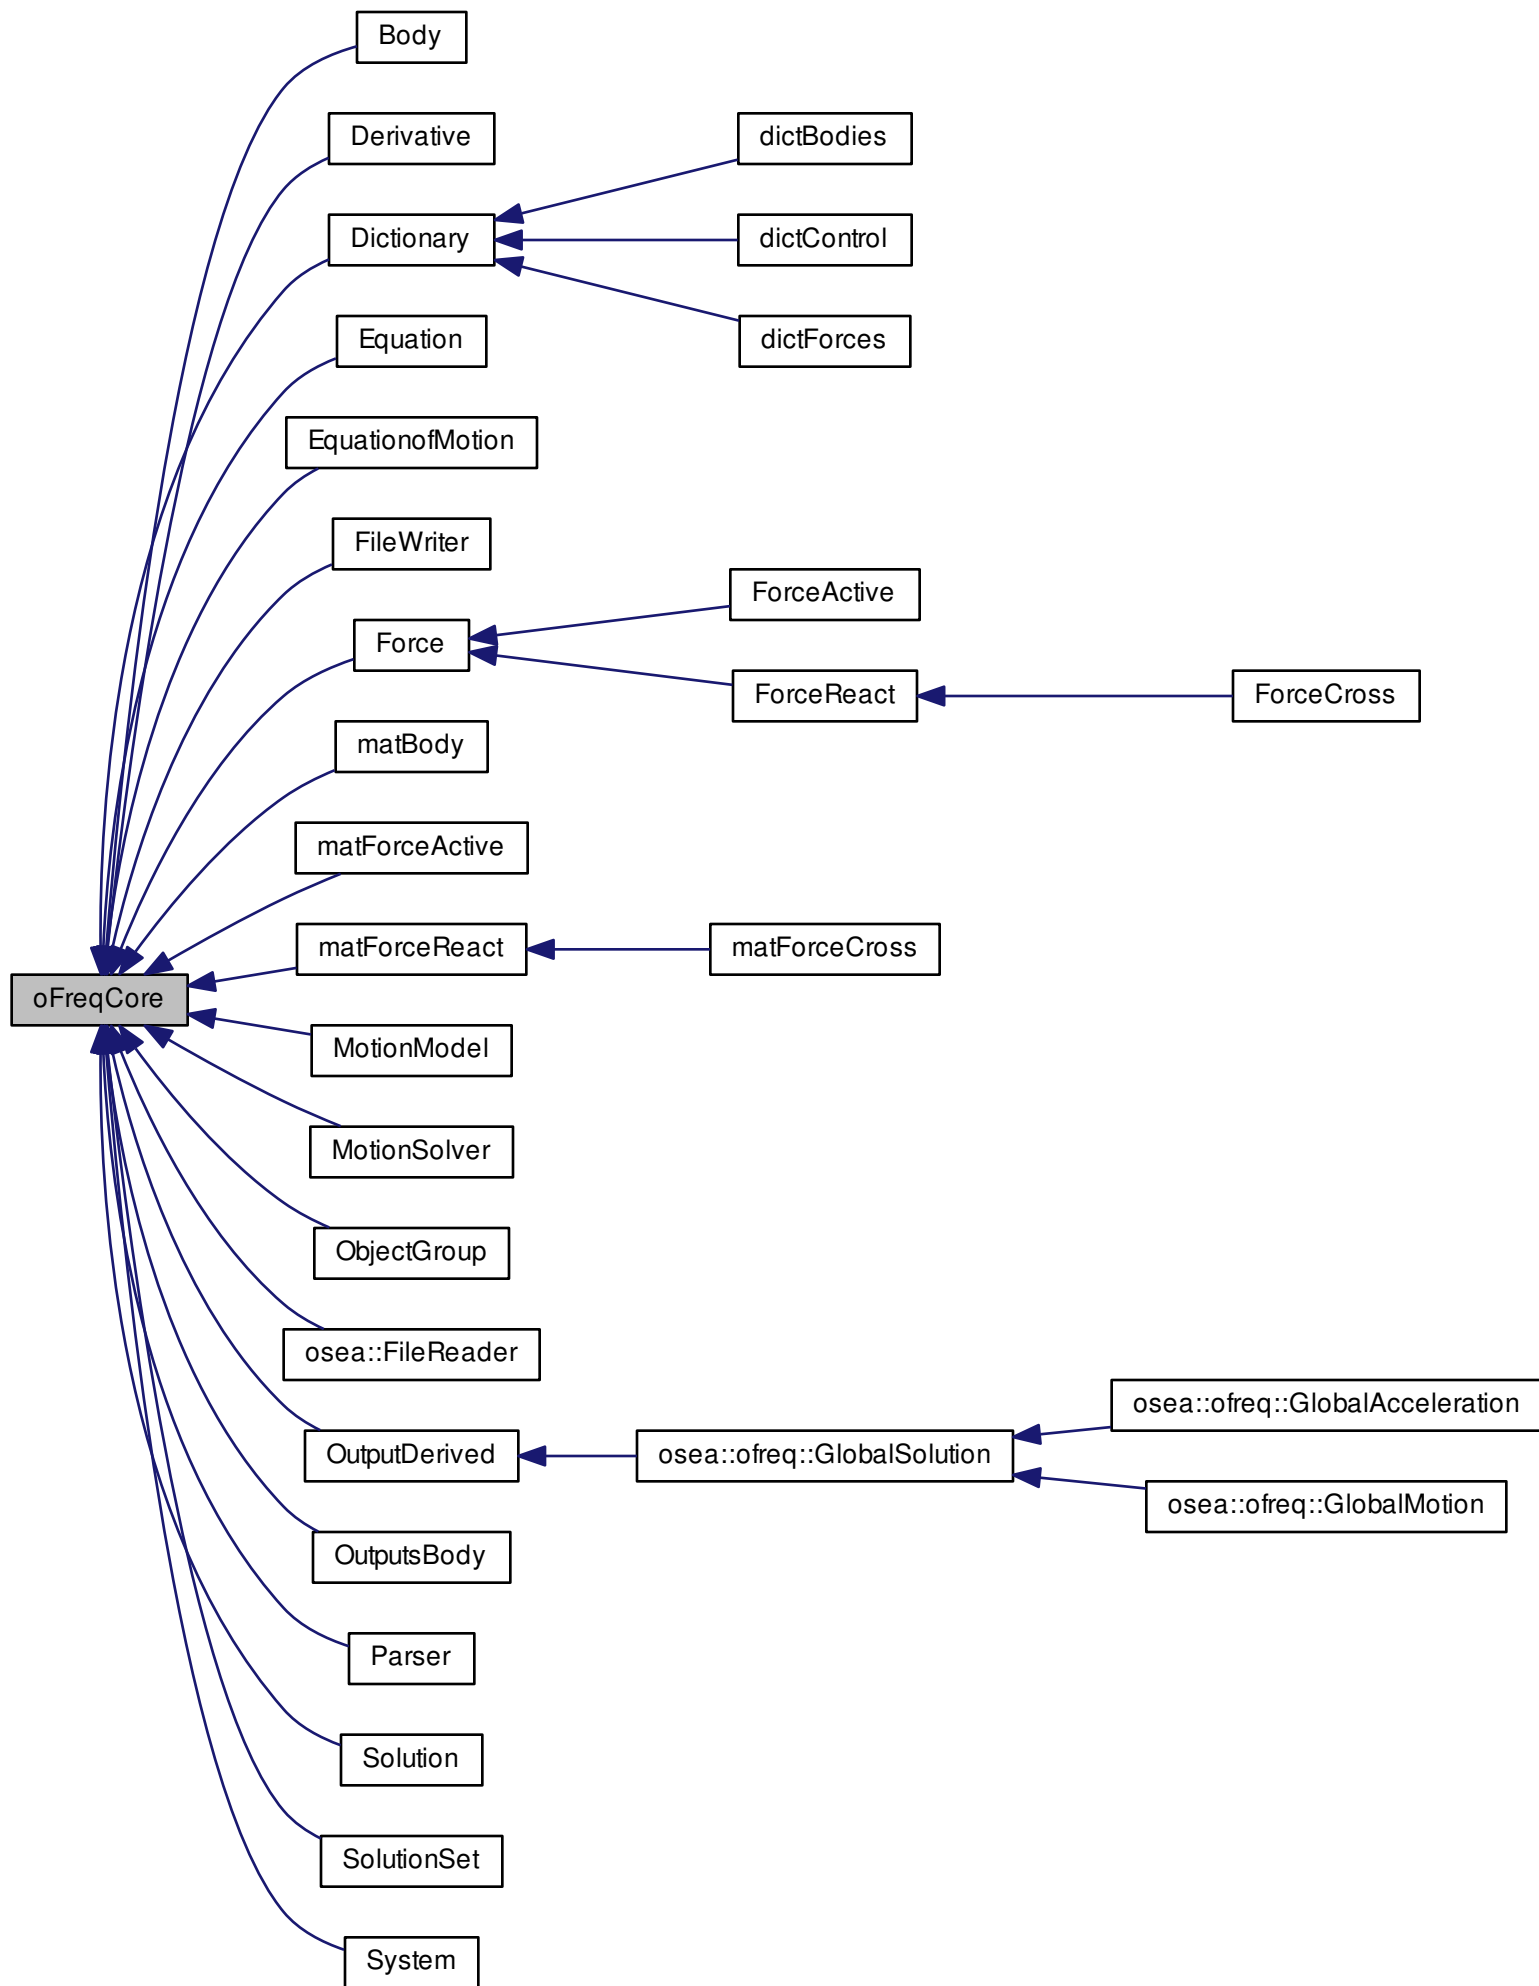 Body
Derivative
dictBodies
Dictionary
dictControl
Equation
dictForces
EquationofMotion
FileWriter
ForceActive
Force
ForceReact
ForceCross
matBody
matForceActive
matForceReact
matForceCross
oFreqCore
MotionModel
MotionSolver
ObjectGroup
osea::FileReader
osea::ofreq::GlobalAcceleration
OutputDerived
osea::ofreq::GlobalSolution
osea::ofreq::GlobalMotion
OutputsBody
Parser
Solution
SolutionSet
System